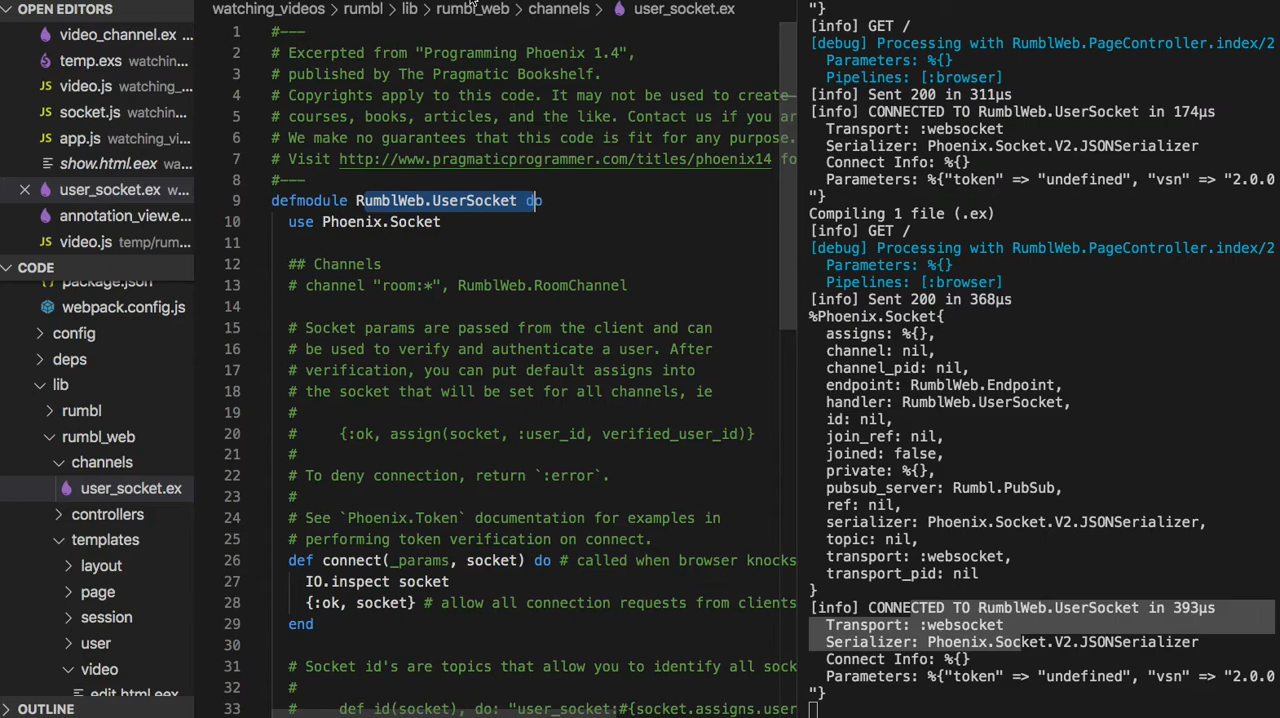 OPEN EDITORS
video_channel.ex ...
temp.exs watchin...
video.js watching_...
socket.js watchin...
app.js watching_vi...
show.html.eex wa...
user_socket.ex w...
annotation_view.e...
video.js temp/rum...
CODE
package.json
webpack.config.js
config
deps
lib
rumbl
rumbl_web
channels
user_socket.ex
controllers
templates
layout
page
session
user
video
edit.html.eex
OUTLINE
watching_videos > rumbl > lib > rumbl_web > channels > user_socket.ex
1 #---
2 # Excerpted from "Programming Phoenix 1.4",
3 # published by The Pragmatic Bookshelf.
4 # Copyrights apply to this code. It may not be used to create
5 # courses, books, articles, and the like. Contact us if you ar
6 # We make no guarantees that this code is fit for any purpose.
7 # Visit http://www.pragmaticprogrammer.com/titles/phoenix14 fo
8 #---
9 defmodule RumblWeb.UserSocket do
10 use Phoenix.Socket
11
12 ## Channels
13 # channel "room:*", RumblWeb.RoomChannel
14
15 # Socket params are passed from the client and can
16 # be used to verify and authenticate a user. After
17 # verification, you can put default assigns into
18 # the socket that will be set for all channels, ie
19 #
20 # {:ok, assign(socket, :user_id, verified_user_id)}
21 #
22 # To deny connection, return `:error`.
23 #
24 # See `Phoenix.Token` documentation for examples in
25 # performing token verification on connect.
26 def connect(_params, socket) do # called when browser knocks
27 IO.inspect socket
28 {:ok, socket} # allow all connection requests from clients
29 end
30
31 # Socket id's are topics that allow you to identify all sock
32 #
33 # def id(socket), do: "user_socket:#{socket.assigns.user
"}
[info] GET /
[debug] Processing with RumblWeb.PageController.index/2
Parameters: %{}
Pipelines: [:browser]
[info] Sent 200 in 311µs
[info] CONNECTED TO RumblWeb.UserSocket in 174µs
Transport: :websocket
Serializer: Phoenix.Socket.V2.JSONSerializer
Connect Info: %{}
Parameters: %{"token" => "undefined", "vsn" => "2.0.0
"}
Compiling 1 file (.ex)
[info] GET /
[debug] Processing with RumblWeb.PageController.index/2
Parameters: %{}
Pipelines: [:browser]
[info] Sent 200 in 368µs
%Phoenix.Socket{
assigns: %{},
channel: nil,
channel_pid: nil,
endpoint: RumblWeb.Endpoint,
handler: RumblWeb.UserSocket,
id: nil,
join_ref: nil,
joined: false,
private: %{},
pubsub_server: Rumbl.PubSub,
ref: nil,
serializer: Phoenix.Socket.V2.JSONSerializer,
topic: nil,
transport: :websocket,
transport_pid: nil
}
[info] CONNECTED TO RumblWeb.UserSocket in 393µs
Transport: :websocket
Serializer: Phoenix.Socket.V2.JSONSerializer
Connect Info: %{}
Parameters: %{"token" => "undefined", "vsn" => "2.0.0
"}